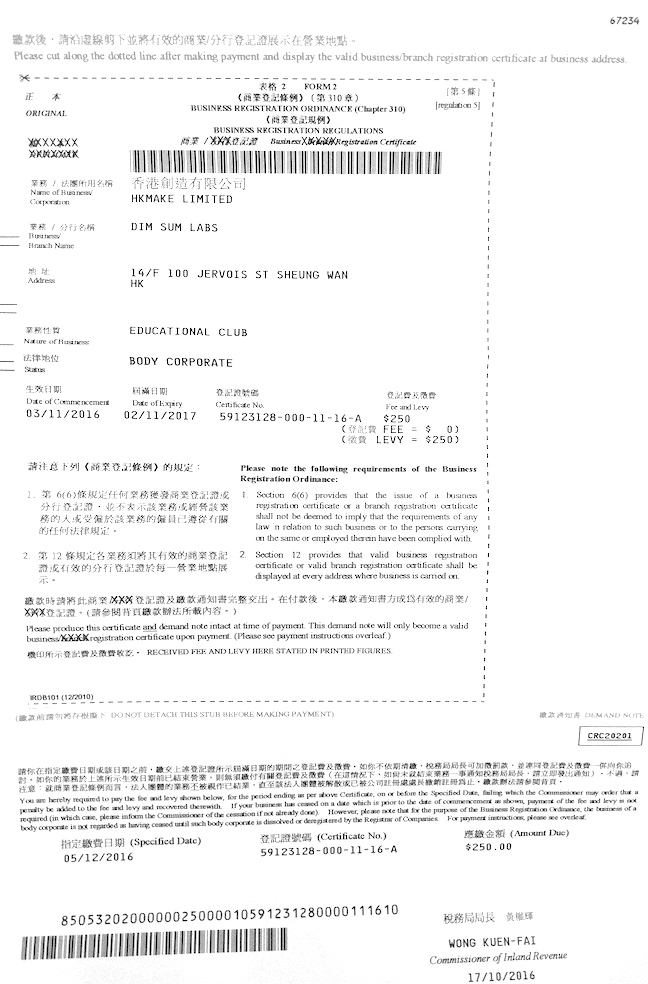 67234
繳款後，請沿虛線剪下並將有效的商業/分行登記證展示在營業地點。
Please cut along the dotted line after making payment and display the valid business/branch registration certificate at business address.
正 本
ORIGINAL
表格 2 FORM 2
《商業登記條例》（第 310 章）
BUSINESS REGISTRATION ORDINANCE (Chapter 310)
《商業登記規例》
BUSINESS REGISTRATION REGULATIONS
[第 5 條]
[regulation 5]
商業 / XXX登記證 Business XXXXX Registration Certificate
業務 / 法團所用名稱
Name of Business/
Corporation
香港創造有限公司
HKMAKE LIMITED
業務 / 分行名稱
Business/
Branch Name
DIM SUM LABS
地 址
Address
14/F 100 JERVOIS ST SHEUNG WAN
HK
業務性質
Nature of Business
EDUCATIONAL CLUB
法律地位
Status
BODY CORPORATE
生效日期 屆滿日期 登記證號碼 登記費及徵費
Date of Commencement Date of Expiry Certificate No. Fee and Levy
03/11/2016 02/11/2017 59123128-000-11-16-A $250
(登記費 FEE = $ 0)
(徵費 LEVY = $250)
請注意下列《商業登記條例》的規定：
1. 第 6(6)條規定任何業務獲發商業登記證或
分行登記證，並不表示該業務或經營該業
務的人或受僱於該業務的僱員已遵從有關
的任何法律規定。
2. 第 12 條規定各業務須將其有效的商業登記
證或有效的分行登記證於每一營業地點展
示。
Please note the following requirements of the Business
Registration Ordinance:
1. Section 6(6) provides that the issue of a business
registration certificate or a branch registration certificate
shall not be deemed to imply that the requirements of any
law in relation to such business or to the persons carrying
on the same or employed therein have been complied with.
2. Section 12 provides that valid business registration
certificate or valid branch registration certificate shall be
displayed at every address where business is carried on.
繳款時請將此商業/XXX登記證及繳款通知書完整交出。在付款後，本繳款通知書方成為有效的商業/
XXX登記證。(請參閱背頁繳款辦法所載內容。)
Please produce this certificate and demand note intact at time of payment. This demand note will only become a valid
business/XXXX registration certificate upon payment. (Please see payment instructions overleaf.)
機印所示登記費及徵費收訖。 RECEIVED FEE AND LEVY HERE STATED IN PRINTED FIGURES.
IRDB101 (12/2010)
(繳款前請勿將存根撕下 DO NOT DETACH THIS STUB BEFORE MAKING PAYMENT)
繳款通知書 DEMAND NOTE
CRC20201
請你在指定繳費日期或該日期之前，繳交上述登記證所示屆滿日期的期間之登記費及徵費。如你不依期清繳，稅務局局長可加徵罰款，並連同登記費及徵費一併向你追
討。如你的業務於上述所示生效日期前已結束營業，則無須繳付有關登記費及徵費（在這情況下，如尚未就結束業務一事通知稅務局局長，請立即發出通知）。不過，請
注意：就商業登記條例而言，法人團體的業務不被視作已結業，直至該法人團體被解散或已被公司註冊處處長撤銷註冊為止。繳款辦法請參閱背頁。
You are hereby required to pay the fee and levy shown below, for the period ending as per above Certificate, on or before the Specified Date, failing which the Commissioner may order that a
penalty be added to the fee and levy and recovered therewith. If your business has ceased on a date which is prior to the date of commencement as shown, payment of the fee and levy is not
required (in which case, please inform the Commissioner of the cessation if not already done). However, please note that for the purpose of the Business Registration Ordinance, the business of a
body corporate is not regarded as having ceased until such body corporate is dissolved or deregistered by the Registrar of Companies. For payment instructions, please see overleaf.
指定繳費日期 (Specified Date) 登記證號碼 (Certificate No.) 應繳金額 (Amount Due)
05/12/2016 59123128-000-11-16-A $250.00
85053202000000250000105912312800001116​10
稅務局局長 黃權輝
WONG KUEN-FAI
Commissioner of Inland Revenue
17/10/2016